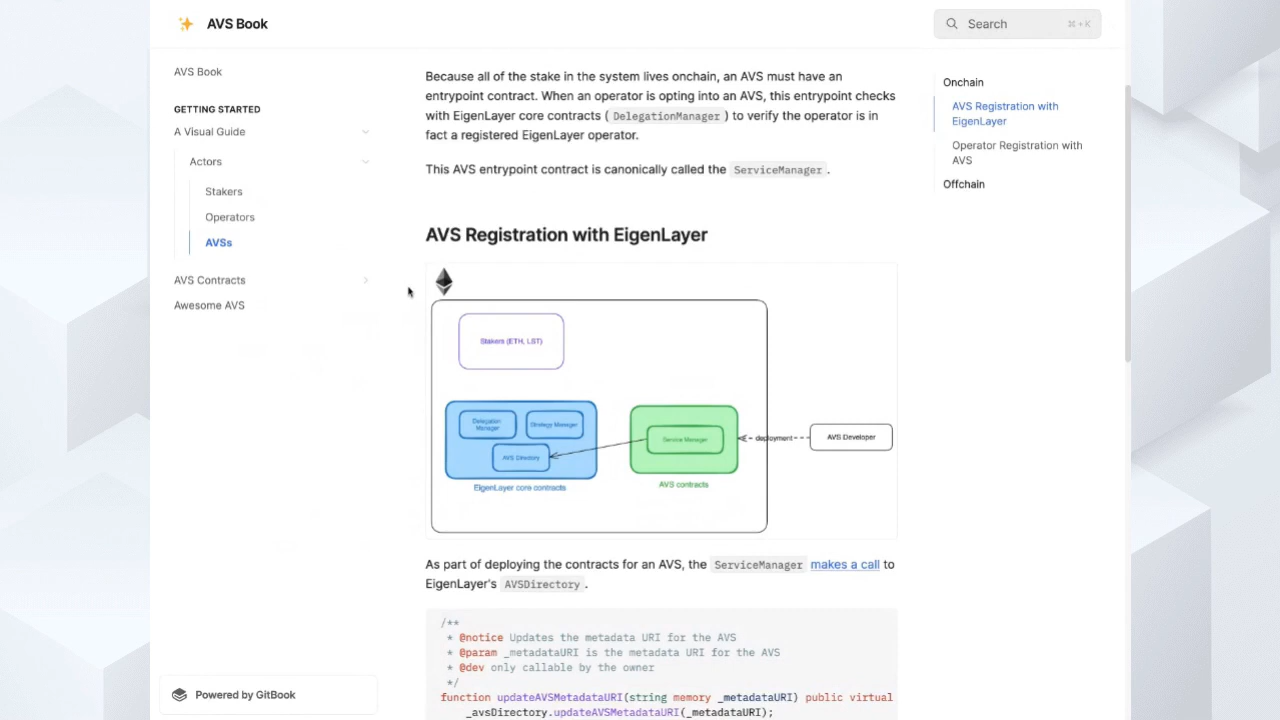 AVS Book
Search
⌘+K
AVS Book
GETTING STARTED
A Visual Guide
Actors
Stakers
Operators
AVSs
AVS Contracts
Awesome AVS
Powered by GitBook
Because all of the stake in the system lives onchain, an AVS must have an
entrypoint contract. When an operator is opting into an AVS, this entrypoint checks
with EigenLayer core contracts ( DelegationManager ) to verify the operator is in
fact a registered EigenLayer operator.
This AVS entrypoint contract is canonically called the ServiceManager .
AVS Registration with EigenLayer
Stakers (ETH, LST)
Delegation
Manager
Strategy Manager
AVS Directory
EigenLayer core contracts
Service Manager
AVS contracts
deployment
AVS Developer
As part of deploying the contracts for an AVS, the ServiceManager makes a call to
EigenLayer's AVSDirectory .
/**
* @notice Updates the metadata URI for the AVS
* @param _metadataURI is the metadata URI for the AVS
* @dev only callable by the owner
*/
function updateAVSMetadataURI(string memory _metadataURI) public virtual
_avsDirectory.updateAVSMetadataURI(_metadataURI);
Onchain
AVS Registration with
EigenLayer
Operator Registration with
AVS
Offchain